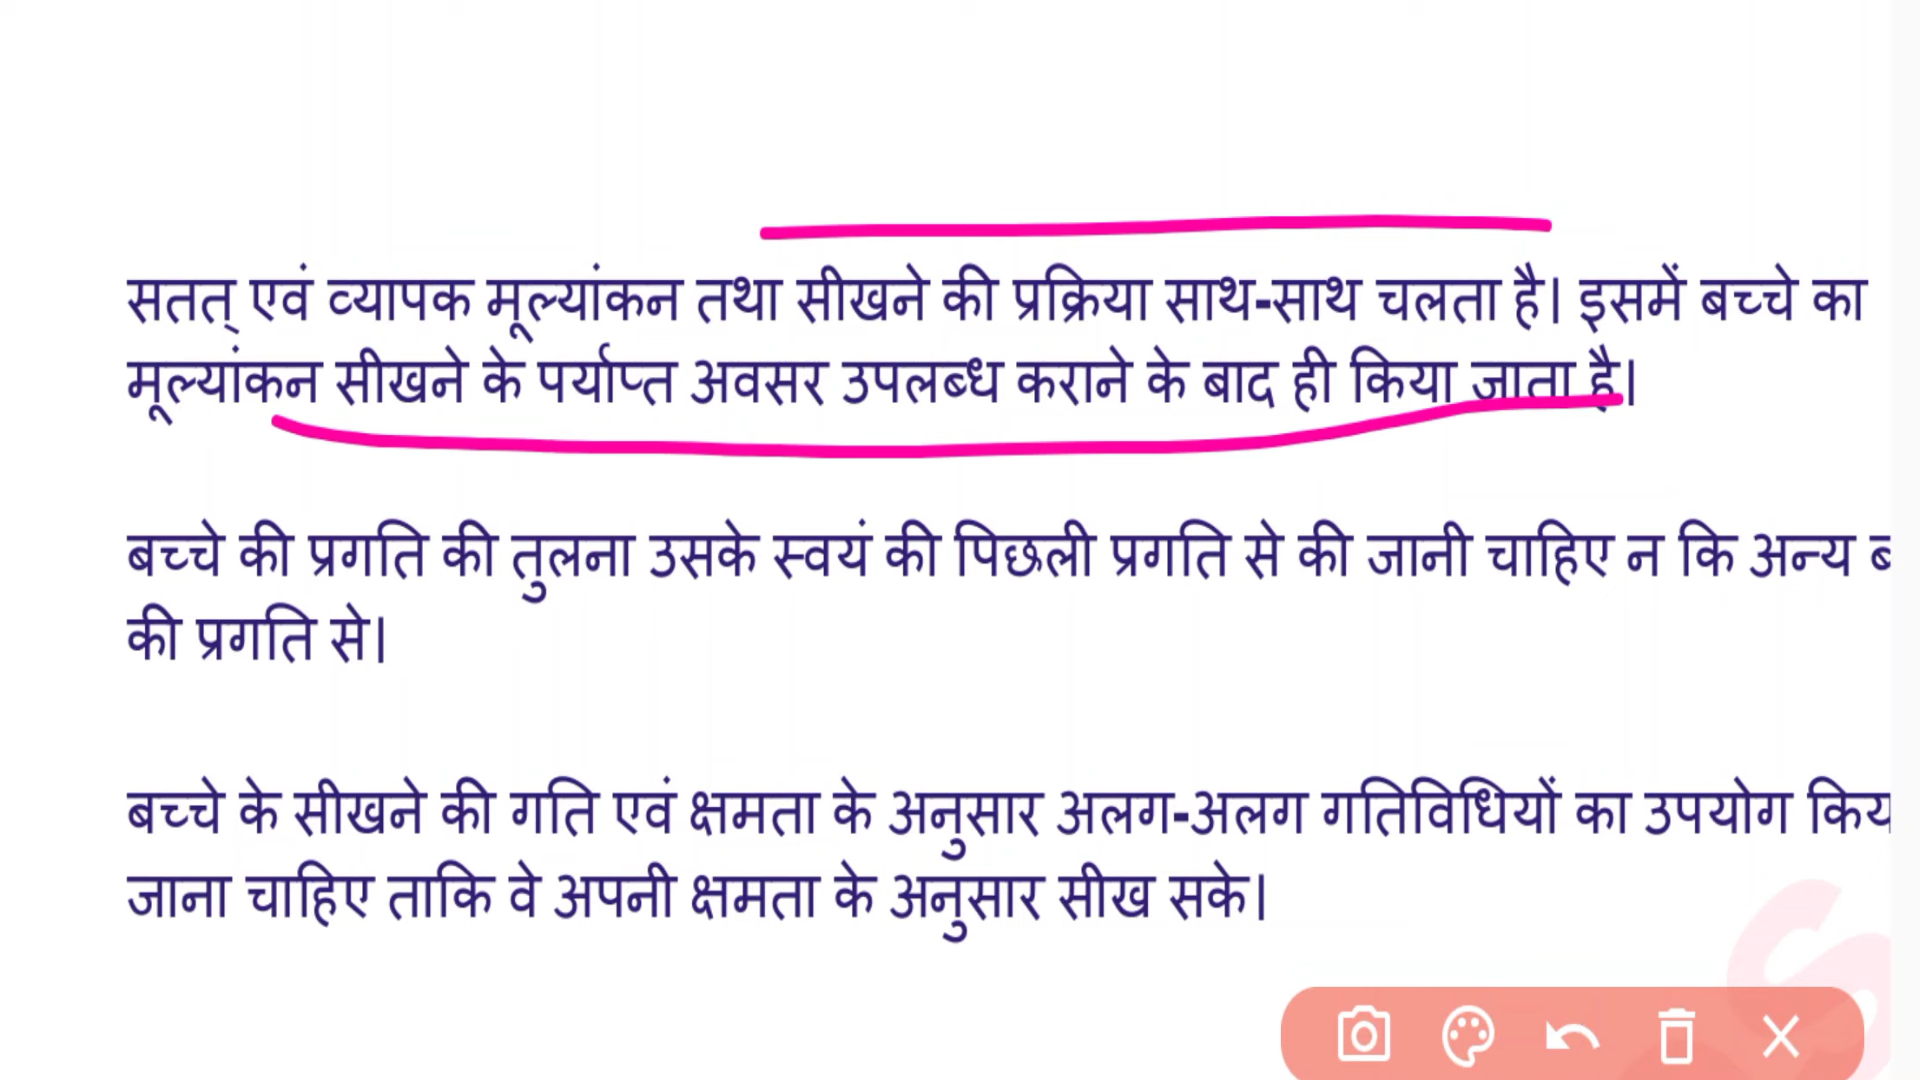 सतत् एवं व्यापक मूल्यांकन तथा सीखने की प्रक्रिया साथ-साथ चलता है। इसमें बच्चे का
मूल्यांकन सीखने के पर्याप्त अवसर उपलब्ध कराने के बाद ही किया जाता है।
बच्चे की प्रगति की तुलना उसके स्वयं की पिछली प्रगति से की जानी चाहिए न कि अन्य
की प्रगति से।
बच्चे के सीखने की गति एवं क्षमता के अनुसार अलग-अलग गतिविधियों का उपयोग किय
जाना चाहिए ताकि वे अपनी क्षमता के अनुसार सीख सके।